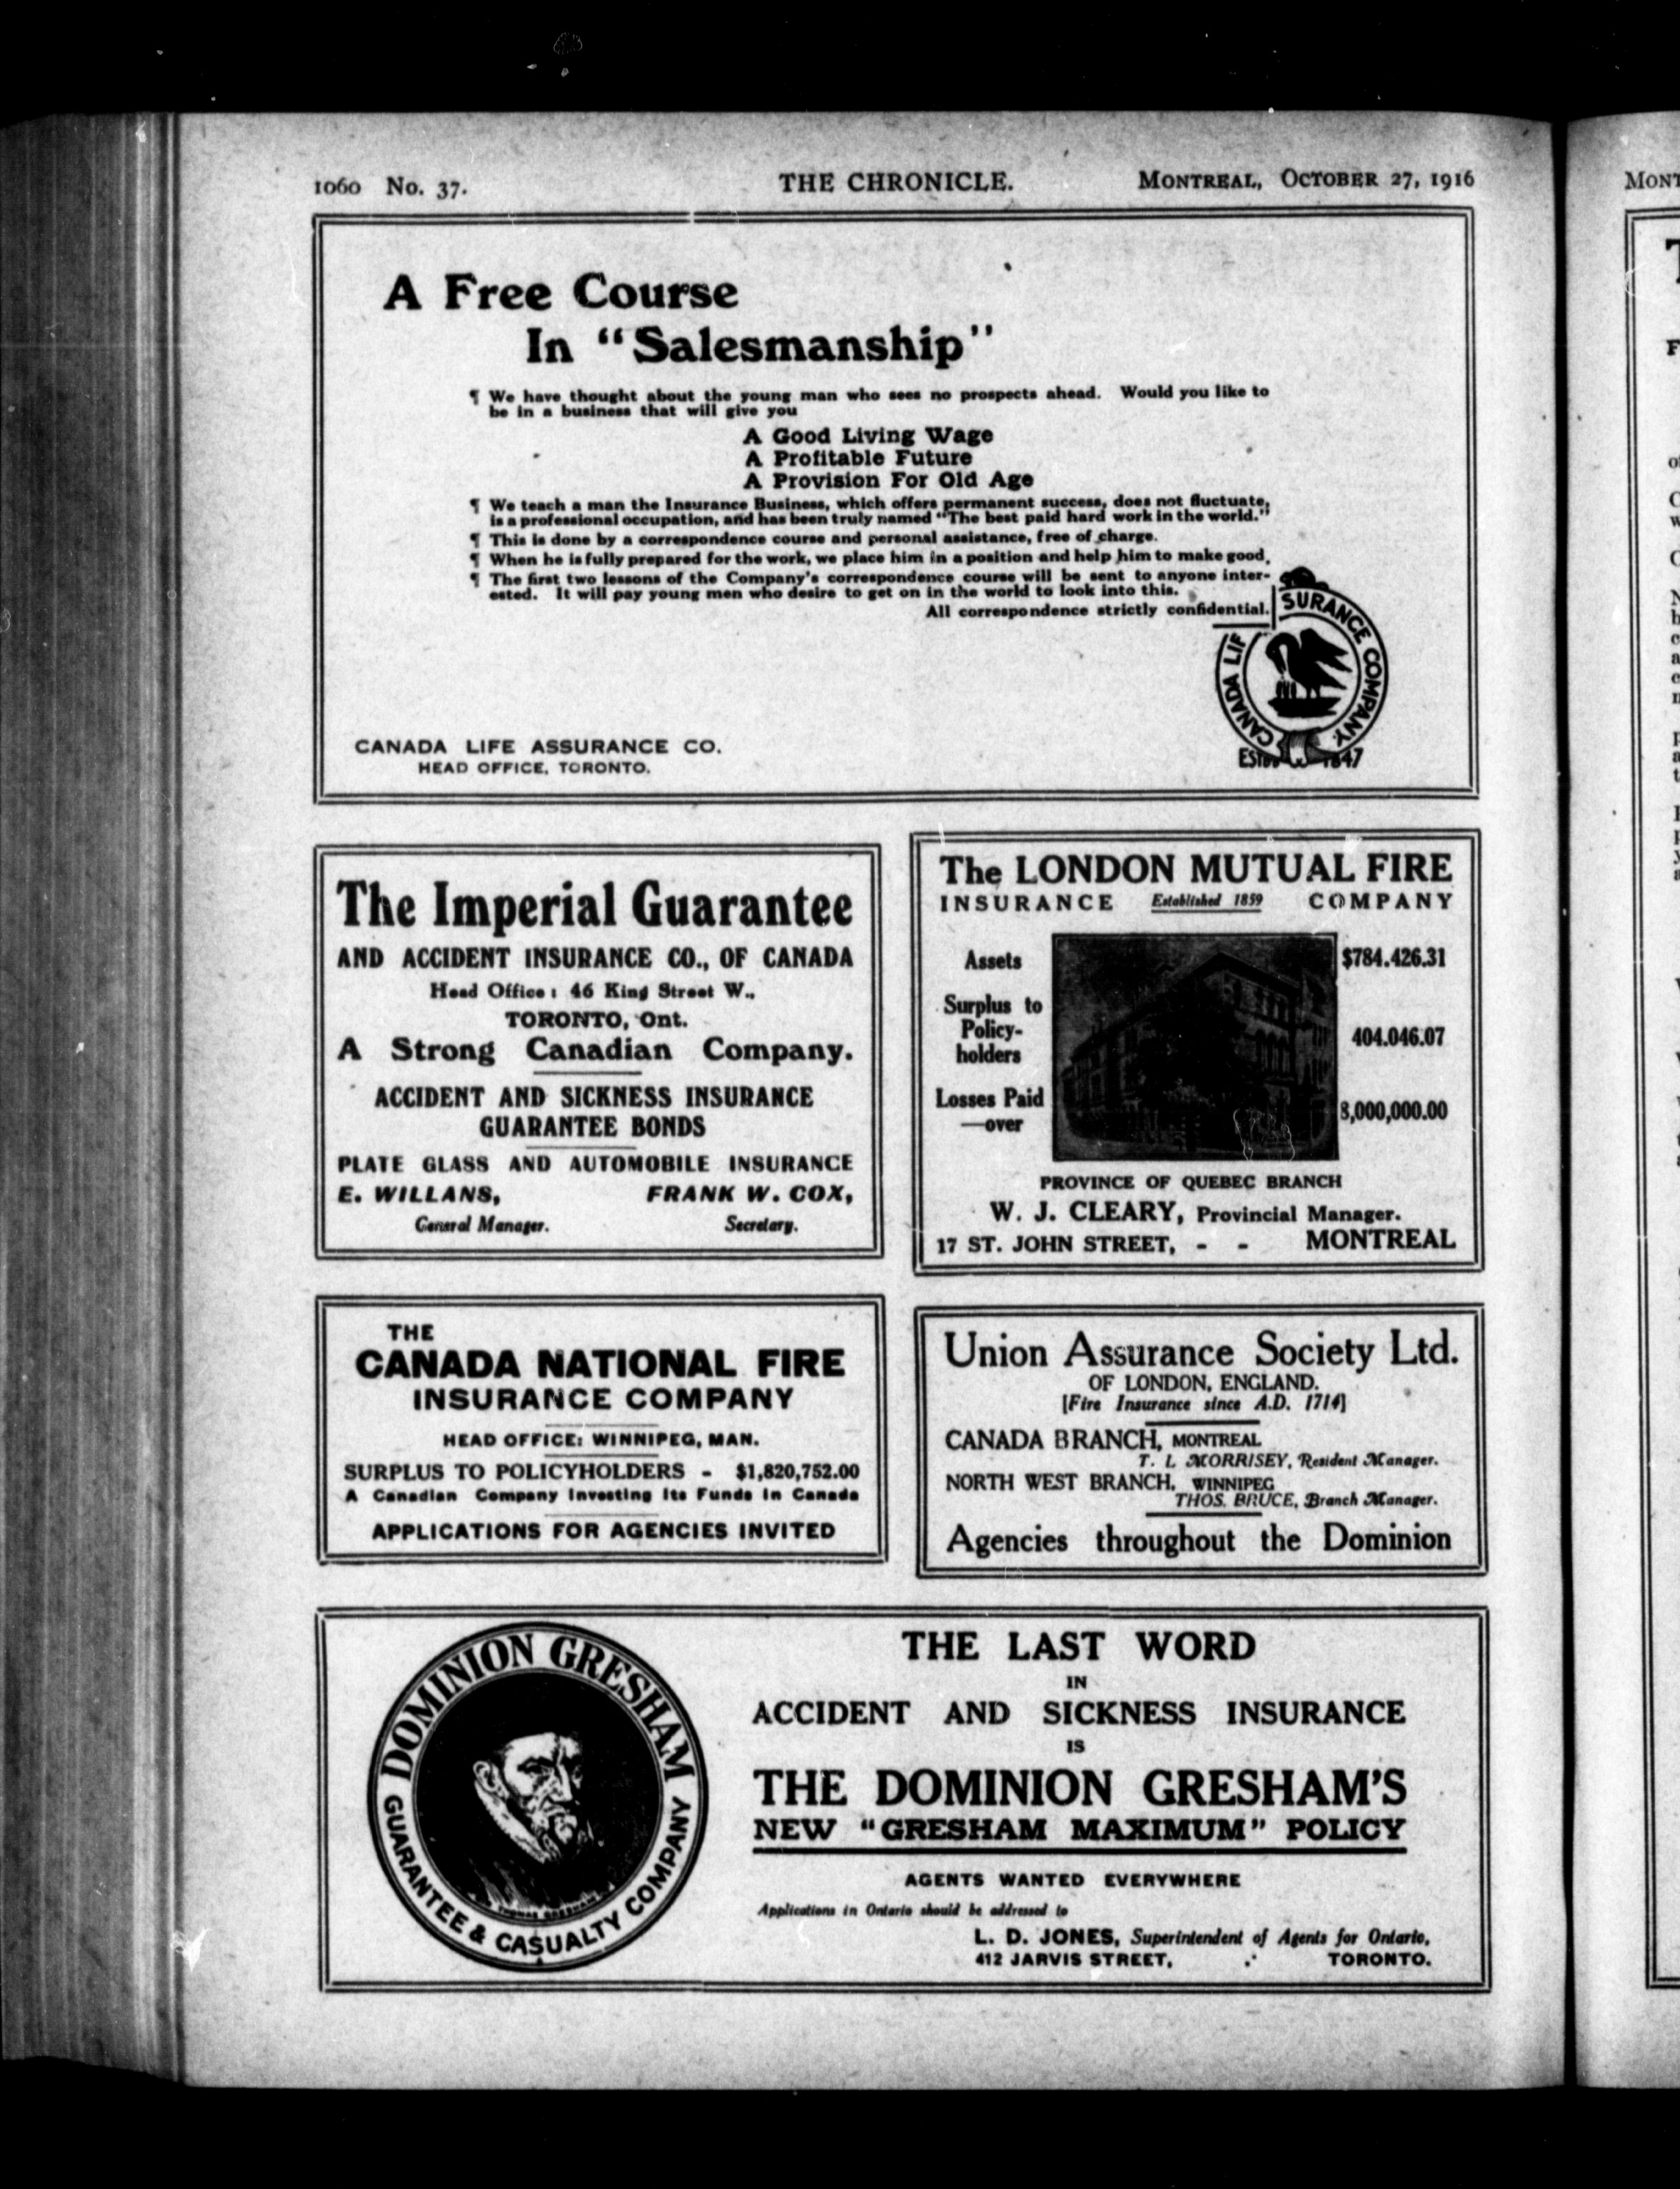 1060 No. 37. THE CHRONICLE. MONTREAL, OCTOBER 27, 1916
A Free Course
In "Salesmanship"
¶ We have thought about the young man who sees no prospects ahead. Would you like to
be in a business that will give you
A Good Living Wage
A Profitable Future
A Provision For Old Age
¶ We teach a man the Insurance Business, which offers permanent success, does not fluctuate,
is a professional occupation, and has been truly named "The best paid hard work in the world."
¶ This is done by a correspondence course and personal assistance, free of charge.
¶ When he is fully prepared for the work, we place him in a position and help him to make good.
¶ The first two lessons of the Company's correspondence course will be sent to anyone inter-
ested. It will pay young men who desire to get on in the world to look into this.
All correspondence strictly confidential.
CANADA LIF SURANCE COMPANY.
ESTBD 1847
CANADA LIFE ASSURANCE CO.
HEAD OFFICE, TORONTO.
The Imperial Guarantee
AND ACCIDENT INSURANCE CO., OF CANADA
Head Office: 46 King Street W.,
TORONTO, Ont.
A Strong Canadian Company.
ACCIDENT AND SICKNESS INSURANCE
GUARANTEE BONDS
PLATE GLASS AND AUTOMOBILE INSURANCE
E. WILLANS, FRANK W. COX,
General Manager. Secretary.
The LONDON MUTUAL FIRE
INSURANCE Established 1859 COMPANY
Assets $784.426.31
Surplus to
Policy-
holders 404.046.07
Losses Paid
—over 8,000,000.00
PROVINCE OF QUEBEC BRANCH
W. J. CLEARY, Provincial Manager.
17 ST. JOHN STREET, - - MONTREAL
THE
CANADA NATIONAL FIRE
INSURANCE COMPANY
HEAD OFFICE: WINNIPEG, MAN.
SURPLUS TO POLICYHOLDERS - $1,820,752.00
A Canadian Company Investing Its Funds in Canada
APPLICATIONS FOR AGENCIES INVITED
Union Assurance Society Ltd.
OF LONDON, ENGLAND.
[Fire Insurance since A.D. 1714]
CANADA BRANCH, MONTREAL
T. L. MORRISEY, Resident Manager.
NORTH WEST BRANCH, WINNIPEG
THOS. BRUCE, Branch Manager.
Agencies throughout the Dominion
DOMINION GRESHAM
GUARANTEE & CASUALTY COMPANY
THOMAS GRESHAM
THE LAST WORD
IN
ACCIDENT AND SICKNESS INSURANCE
IS
THE DOMINION GRESHAM'S
NEW "GRESHAM MAXIMUM" POLICY
AGENTS WANTED EVERYWHERE
Applications in Ontario should be addressed to
L. D. JONES, Superintendent of Agents for Ontario,
412 JARVIS STREET, TORONTO.